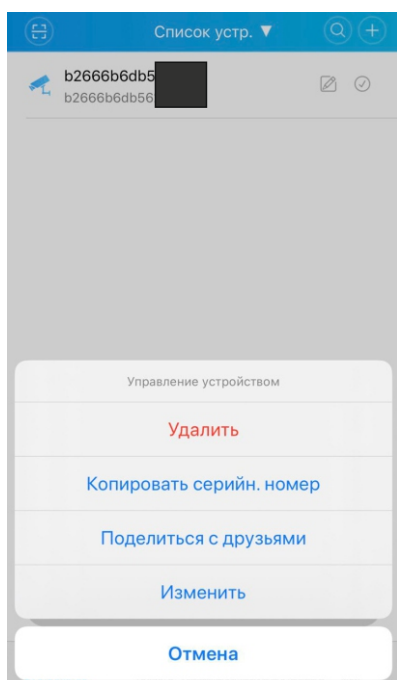 Список устр. ▼
b2666b6db5
b2666b6db56
Управление устройством
Удалить
Копировать серийн. номер
Поделиться с друзьями
Изменить
Отмена